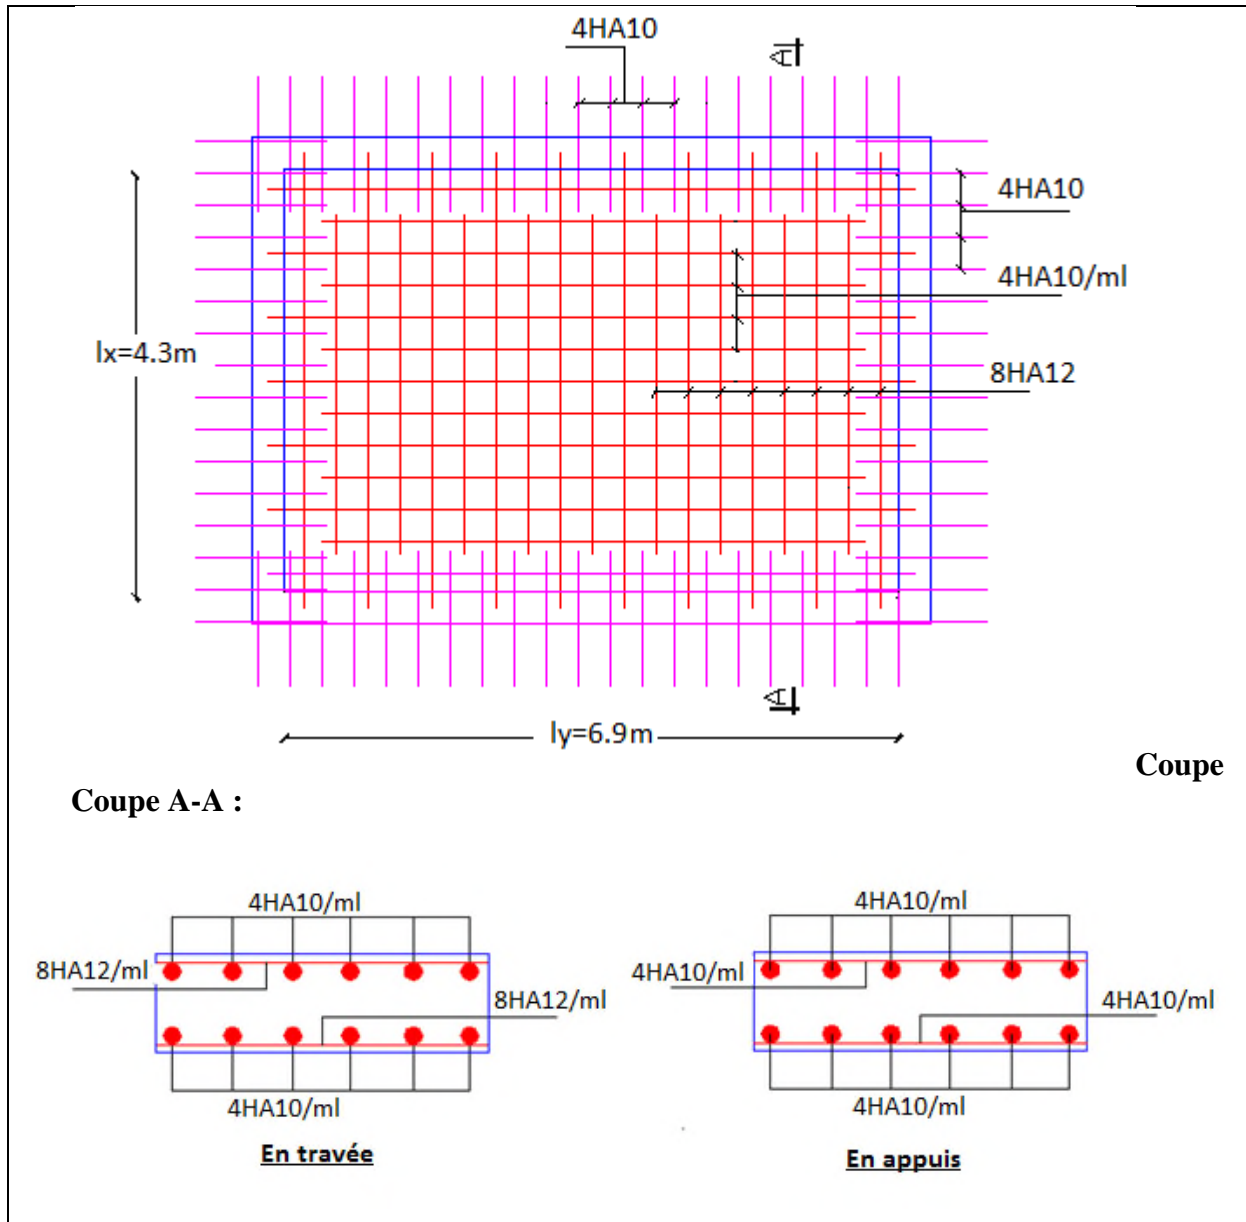 4HA10
A
4HA10
4HA10/ml
lx=4.3m
8HA12
A
ly=6.9m
Coupe
Coupe A-A :
4HA10/ml
4HA10/ml
8HA12/ml
4HA10/ml
8HA12/ml
4HA10/ml
4HA10/ml
4HA10/ml
En travée
En appuis